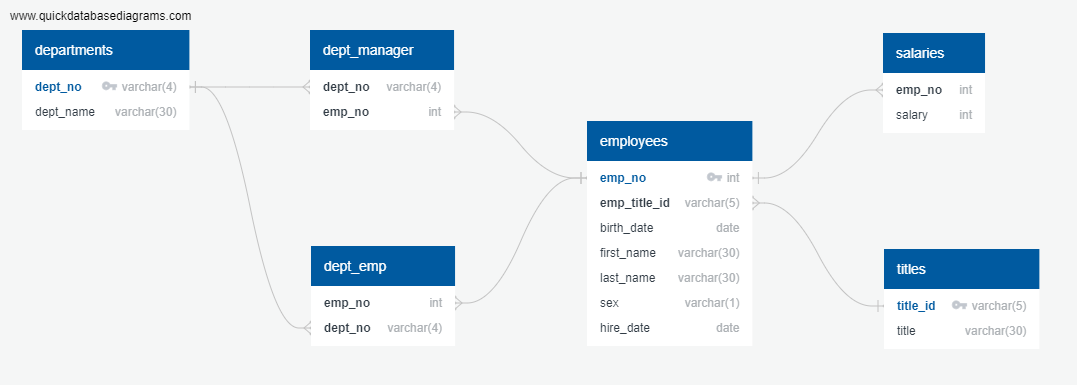 www.quickdatabasediagrams.com
departments
dept_no varchar(4)
dept_name varchar(30)
dept_manager
dept_no varchar(4)
emp_no int
dept_emp
emp_no int
dept_no varchar(4)
employees
emp_no int
emp_title_id varchar(5)
birth_date date
first_name varchar(30)
last_name varchar(30)
sex varchar(1)
hire_date date
salaries
emp_no int
salary int
titles
title_id varchar(5)
title varchar(30)